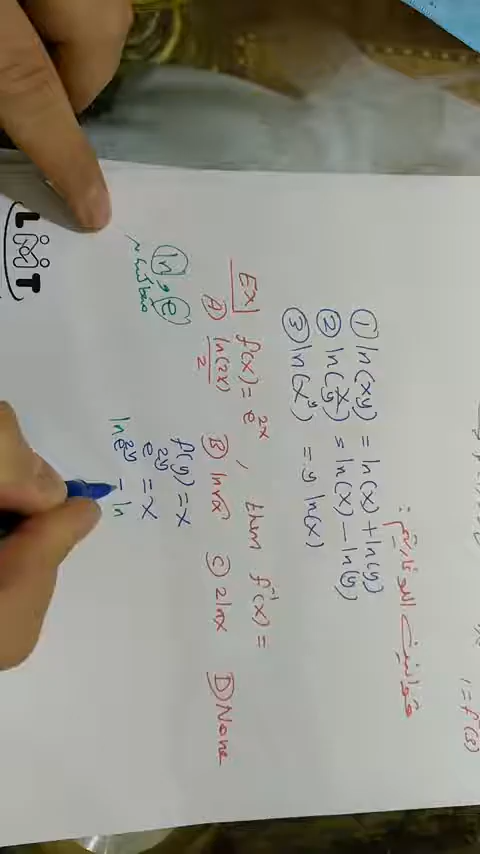 قوانين اللوغاريتم :
① ln(xy) = ln(x) + ln(y)
② ln(x/y) = ln(x) - ln(y)
③ ln(x^y) = y ln(x)
Ex] f(x) = e^2x , then f^-1(x) =
A) ln(2x)/2 B) ln√x C) 2lnx D) None
ln , e
f(y) = x
e^2y = x
ln e^2y = ln
LIMIT